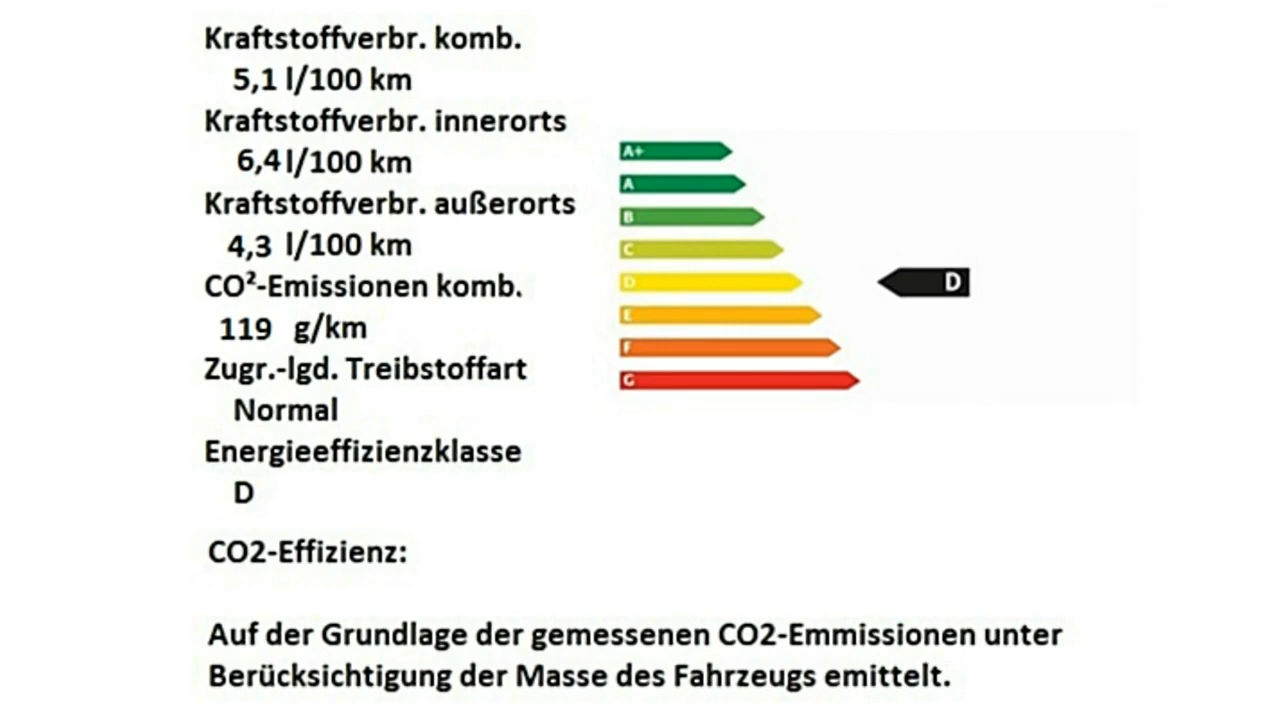 Kraftstoffverbr. komb.
5,1 l/100 km
Kraftstoffverbr. innerorts
6,4 l/100 km
Kraftstoffverbr. außerorts
4,3 l/100 km
CO²-Emissionen komb.
119 g/km
Zugr.-lgd. Treibstoffart
Normal
Energieeffizienzklasse
D
A+
A
B
C
D
D
E
F
G
CO2-Effizienz:
Auf der Grundlage der gemessenen CO2-Emmissionen unter
Berücksichtigung der Masse des Fahrzeugs emittelt.